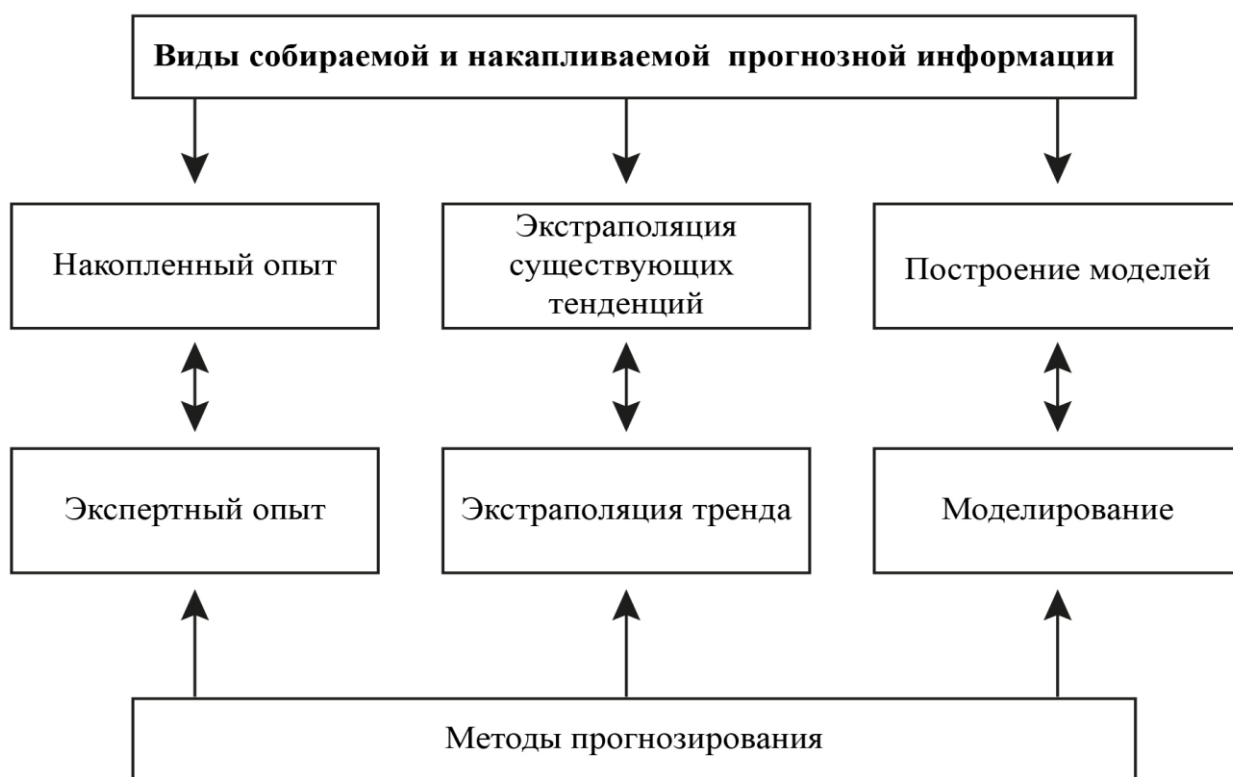 Виды собираемой и накапливаемой прогнозной информации
Накопленный опыт
Экстраполяция
существующих
тенденций
Построение моделей
Экспертный опыт
Экстраполяция тренда
Моделирование
Методы прогнозирования